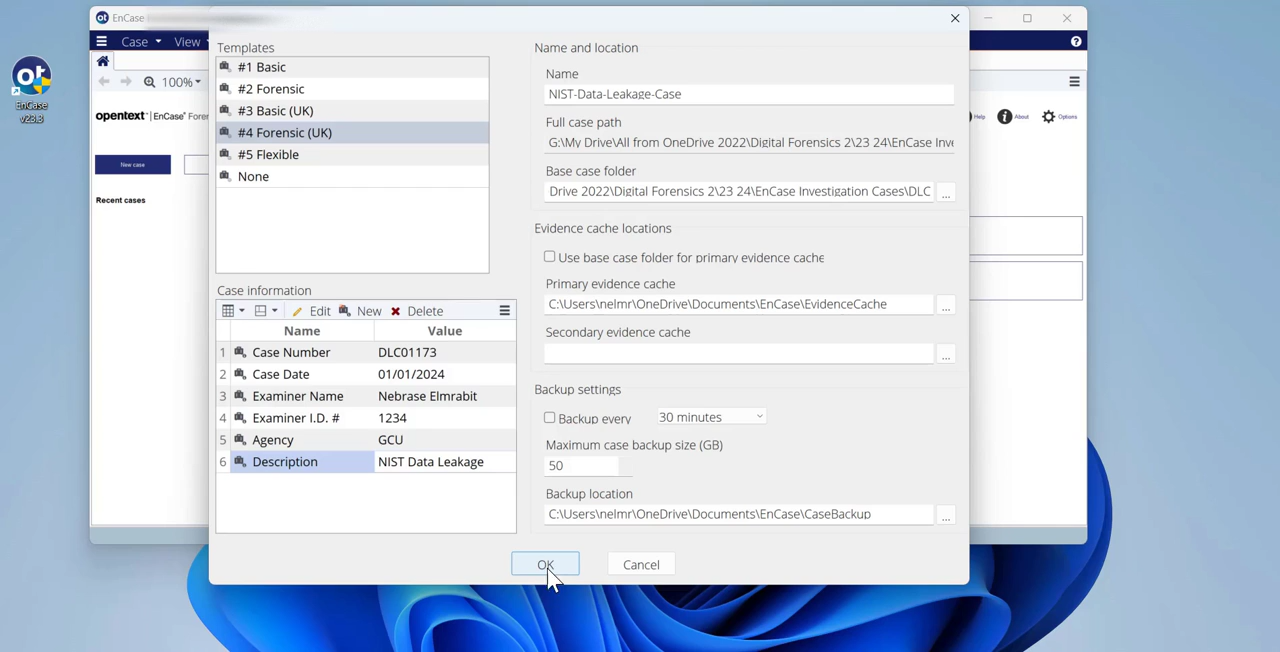 EnCase
Case View
100%
opentext™ | EnCase® Foren
New case
Recent cases
EnCase
v23.3
Help About Options
Templates
#1 Basic
#2 Forensic
#3 Basic (UK)
#4 Forensic (UK)
#5 Flexible
None
Case information
Edit New Delete
Name Value
1 Case Number DLC01173
2 Case Date 01/01/2024
3 Examiner Name Nebrase Elmrabit
4 Examiner I.D. # 1234
5 Agency GCU
6 Description NIST Data Leakage
Name and location
Name
NIST-Data-Leakage-Case
Full case path
G:\My Drive\All from OneDrive 2022\Digital Forensics 2\23 24\EnCase Inve
Base case folder
Drive 2022\Digital Forensics 2\23 24\EnCase Investigation Cases\DLC ...
Evidence cache locations
Use base case folder for primary evidence cache
Primary evidence cache
C:\Users\nelmr\OneDrive\Documents\EnCase\EvidenceCache ...
Secondary evidence cache
...
Backup settings
Backup every 30 minutes
Maximum case backup size (GB)
50
Backup location
C:\Users\nelmr\OneDrive\Documents\EnCase\CaseBackup ...
OK Cancel